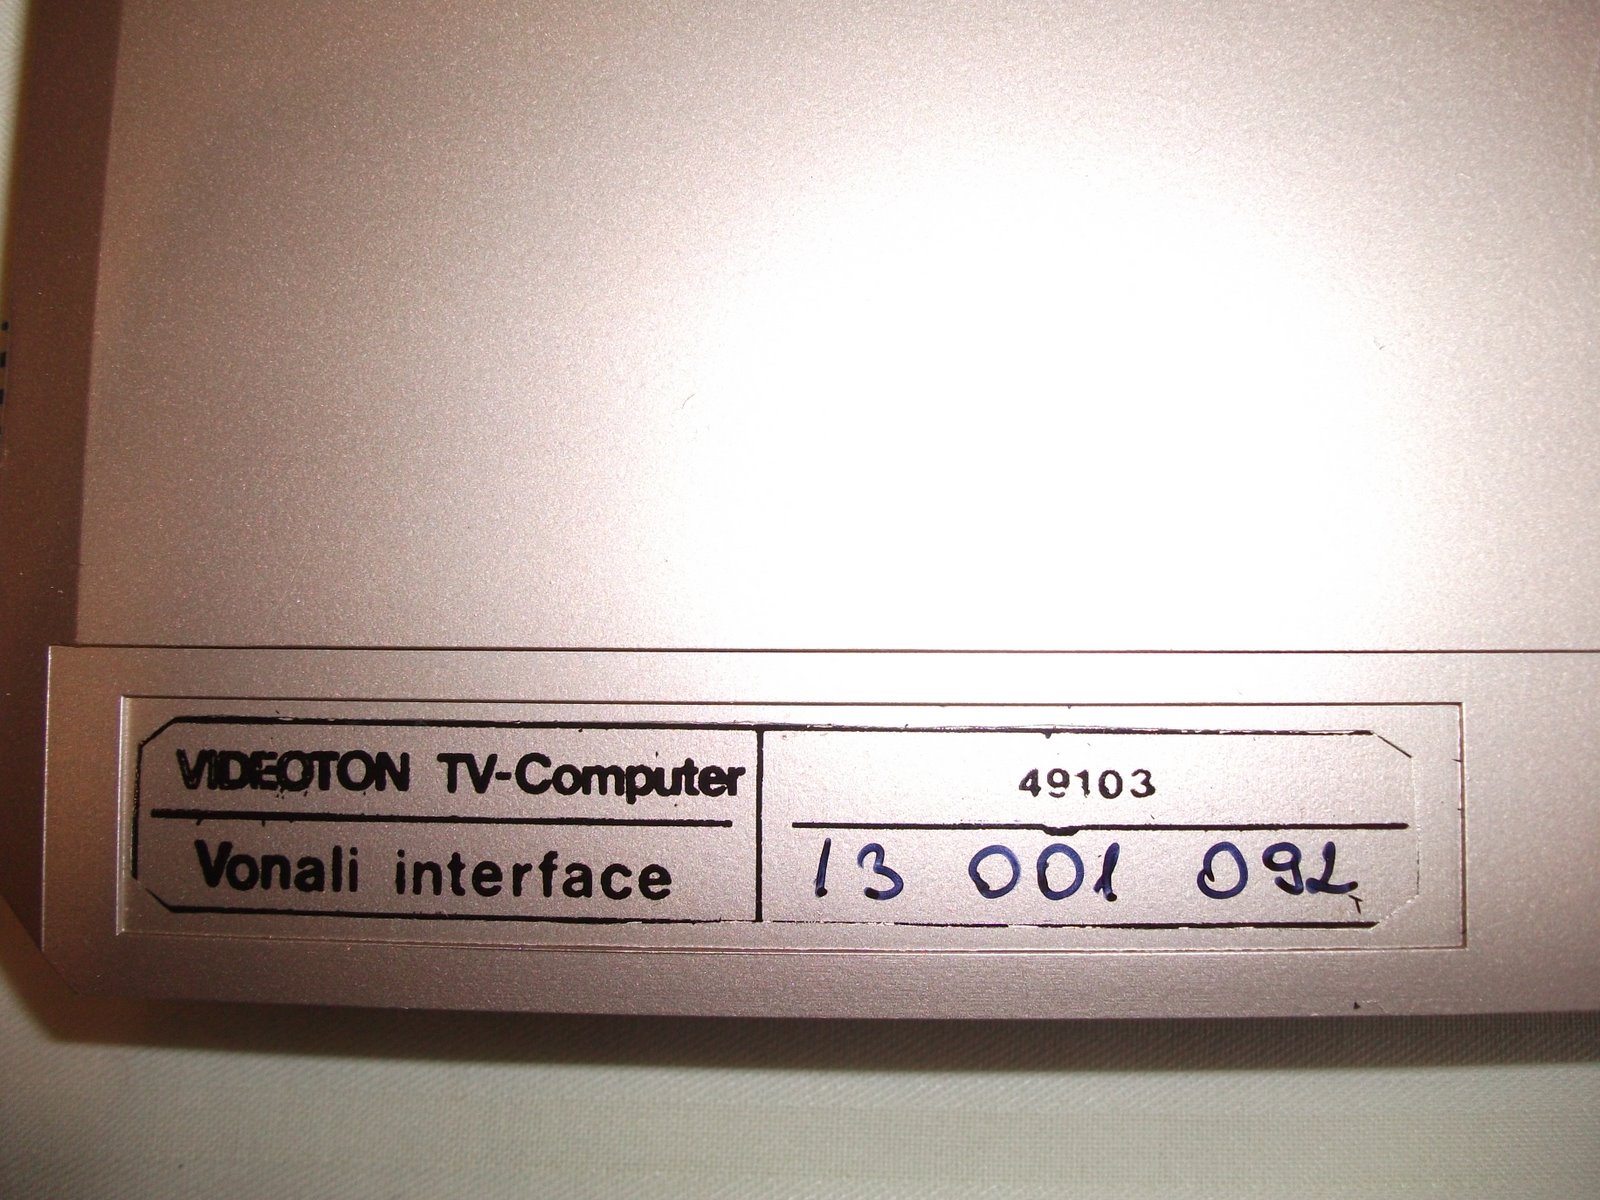 VIDEOTON TV-Computer
Vonali interface
49103
13 001 092